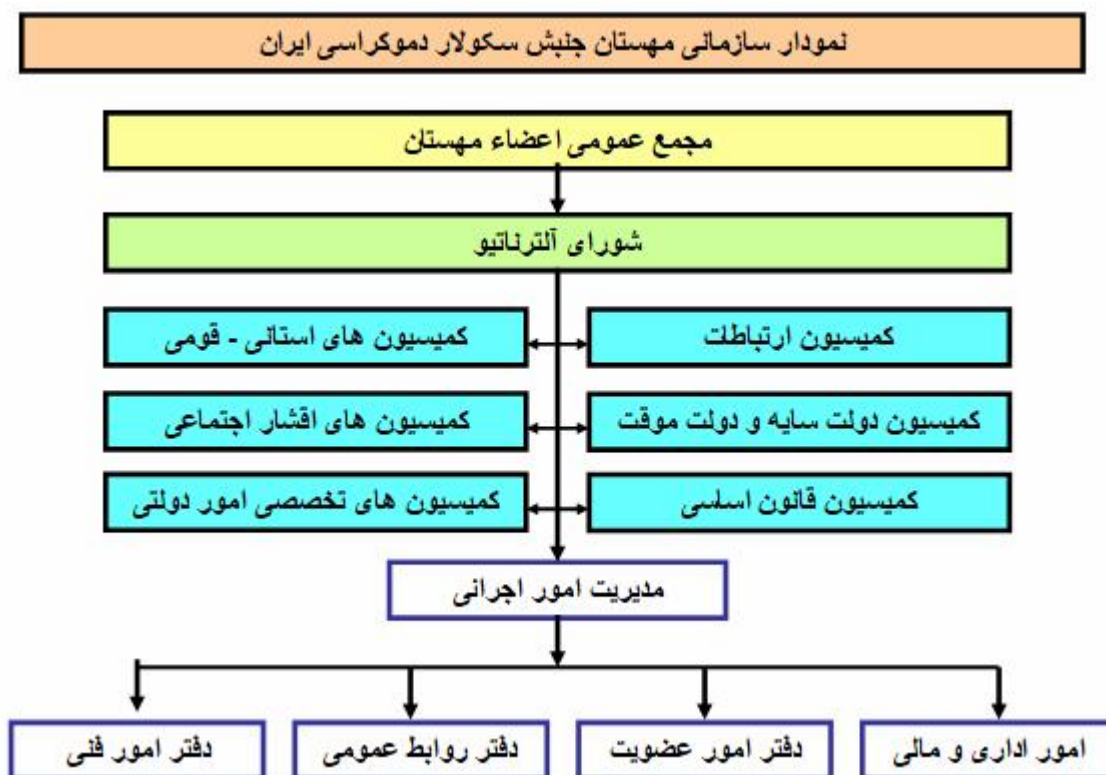 نمودار سازمانی مهستان جنبش سکولار دموکراسی ایران
مجمع عمومی اعضاء مهستان
شورای آلترناتیو
کمیسیون ارتباطات
کمیسیون های استانی - قومی
کمیسیون دولت سایه و دولت موقت
کمیسیون های اقشار اجتماعی
کمیسیون قانون اساسی
کمیسیون های تخصصی امور دولتی
مدیریت امور اجرائی
امور اداری و مالی
دفتر امور عضویت
دفتر روابط عمومی
دفتر امور فنی